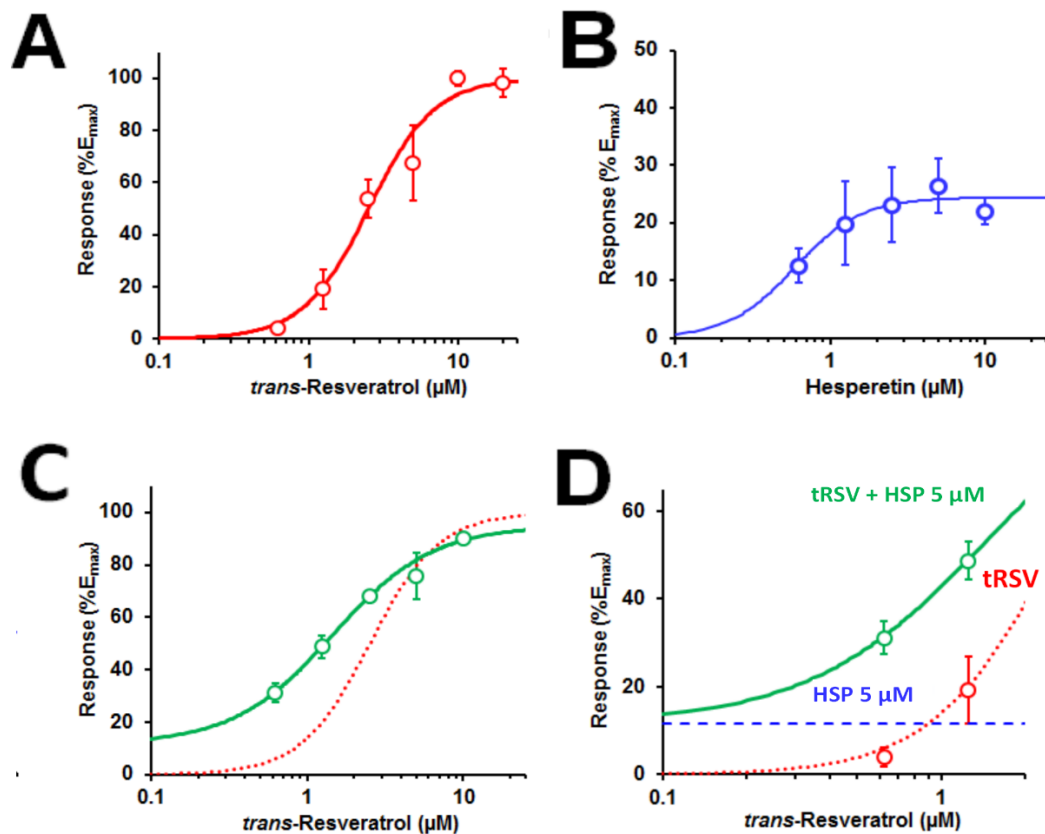 A
Response (%Emax)
100
80
60
40
20
0
0.1
1
10
trans-Resveratrol (µM)
B
Response (% Emax)
50
40
30
20
10
0
0.1
1
10
Hesperetin (µM)
C
Response (%Emax)
100
80
60
40
20
0
0.1
1
10
trans-Resveratrol (µM)
D
Response (%Emax)
60
40
20
0
tRSV + HSP 5 µM
tRSV
HSP 5 µM
0.1
1
trans-Resveratrol (µM)